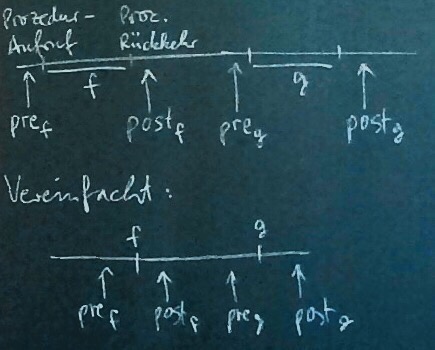 Prozedur- Proz.
Aufruf Rückkehr
f g
pre_f post_f pre_g post_g
Vereinfacht:
f g
pre_f post_f pre_g post_g